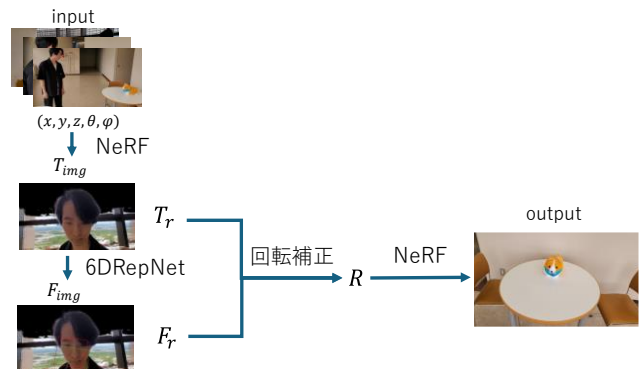 input
(x, y, z, θ, φ)
NeRF
T_img
T_r
6DRepNet
F_img
F_r
回転補正
R
NeRF
output